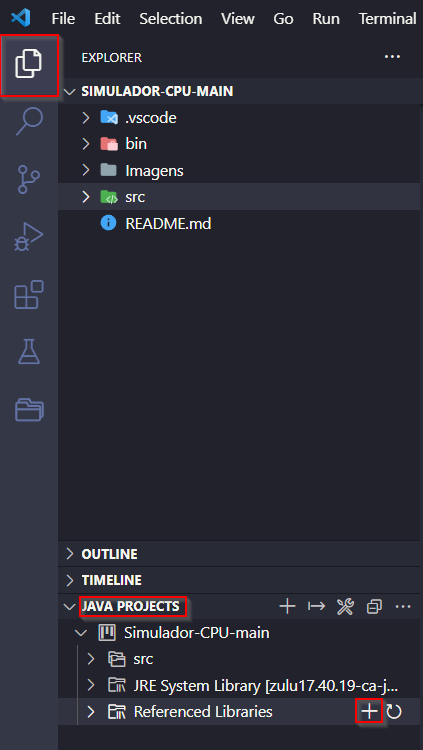 File Edit Selection View Go Run Terminal
EXPLORER
SIMULADOR-CPU-MAIN
.vscode
bin
Imagens
src
README.md
OUTLINE
TIMELINE
JAVA PROJECTS
Simulador-CPU-main
src
JRE System Library [zulu17.40.19-ca-j...
Referenced Libraries